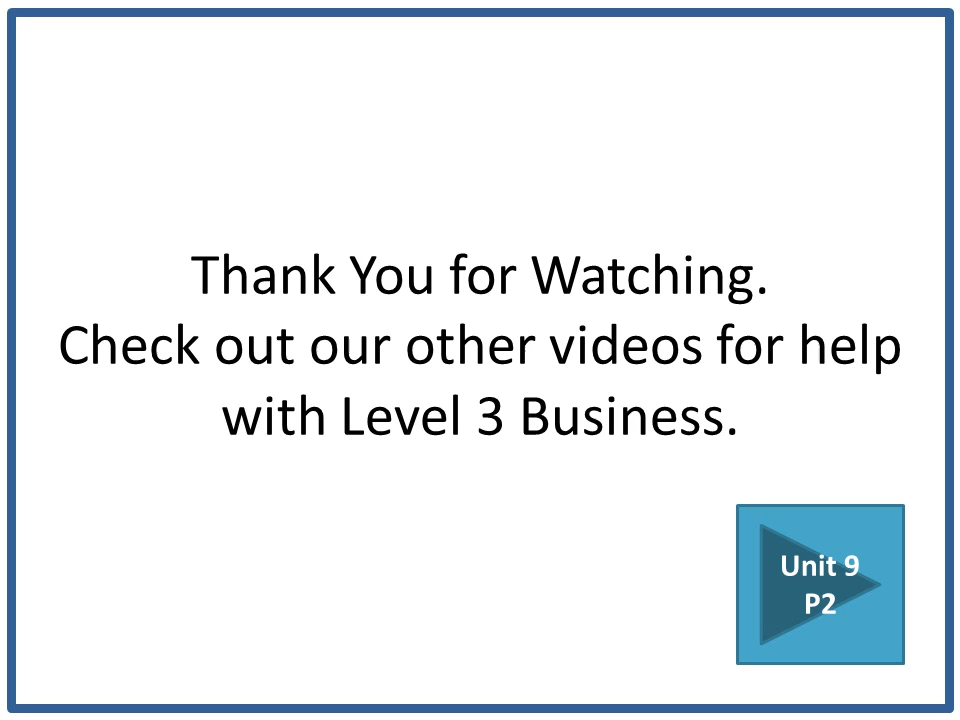 Thank You for Watching.
Check out our other videos for help
with Level 3 Business.
Unit 9
P2